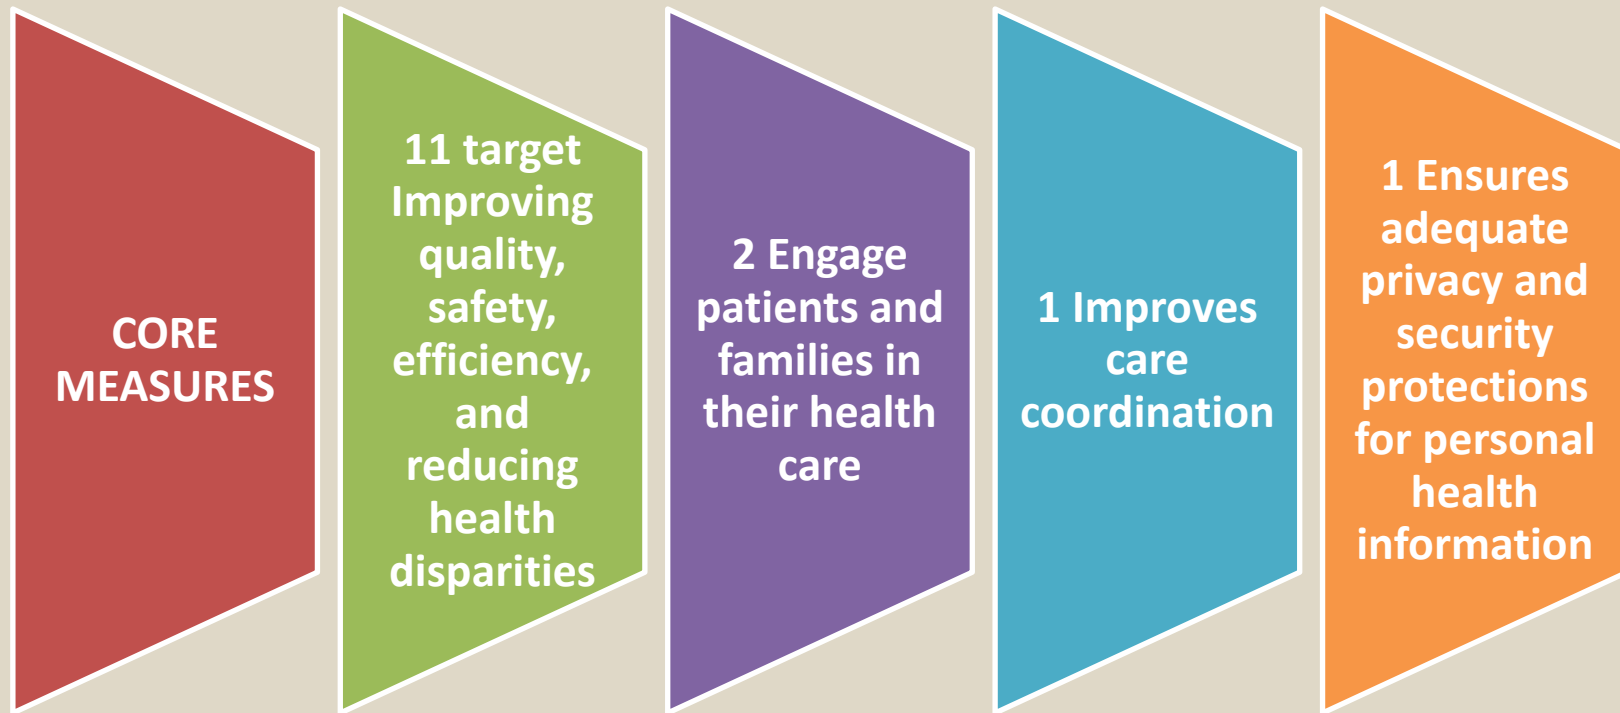 CORE
MEASURES
11 target
Improving
quality,
safety,
efficiency,
and
reducing
health
disparities
2 Engage
patients and
families in
their health
care
1 Improves
care
coordination
1 Ensures
adequate
privacy and
security
protections
for personal
health
information